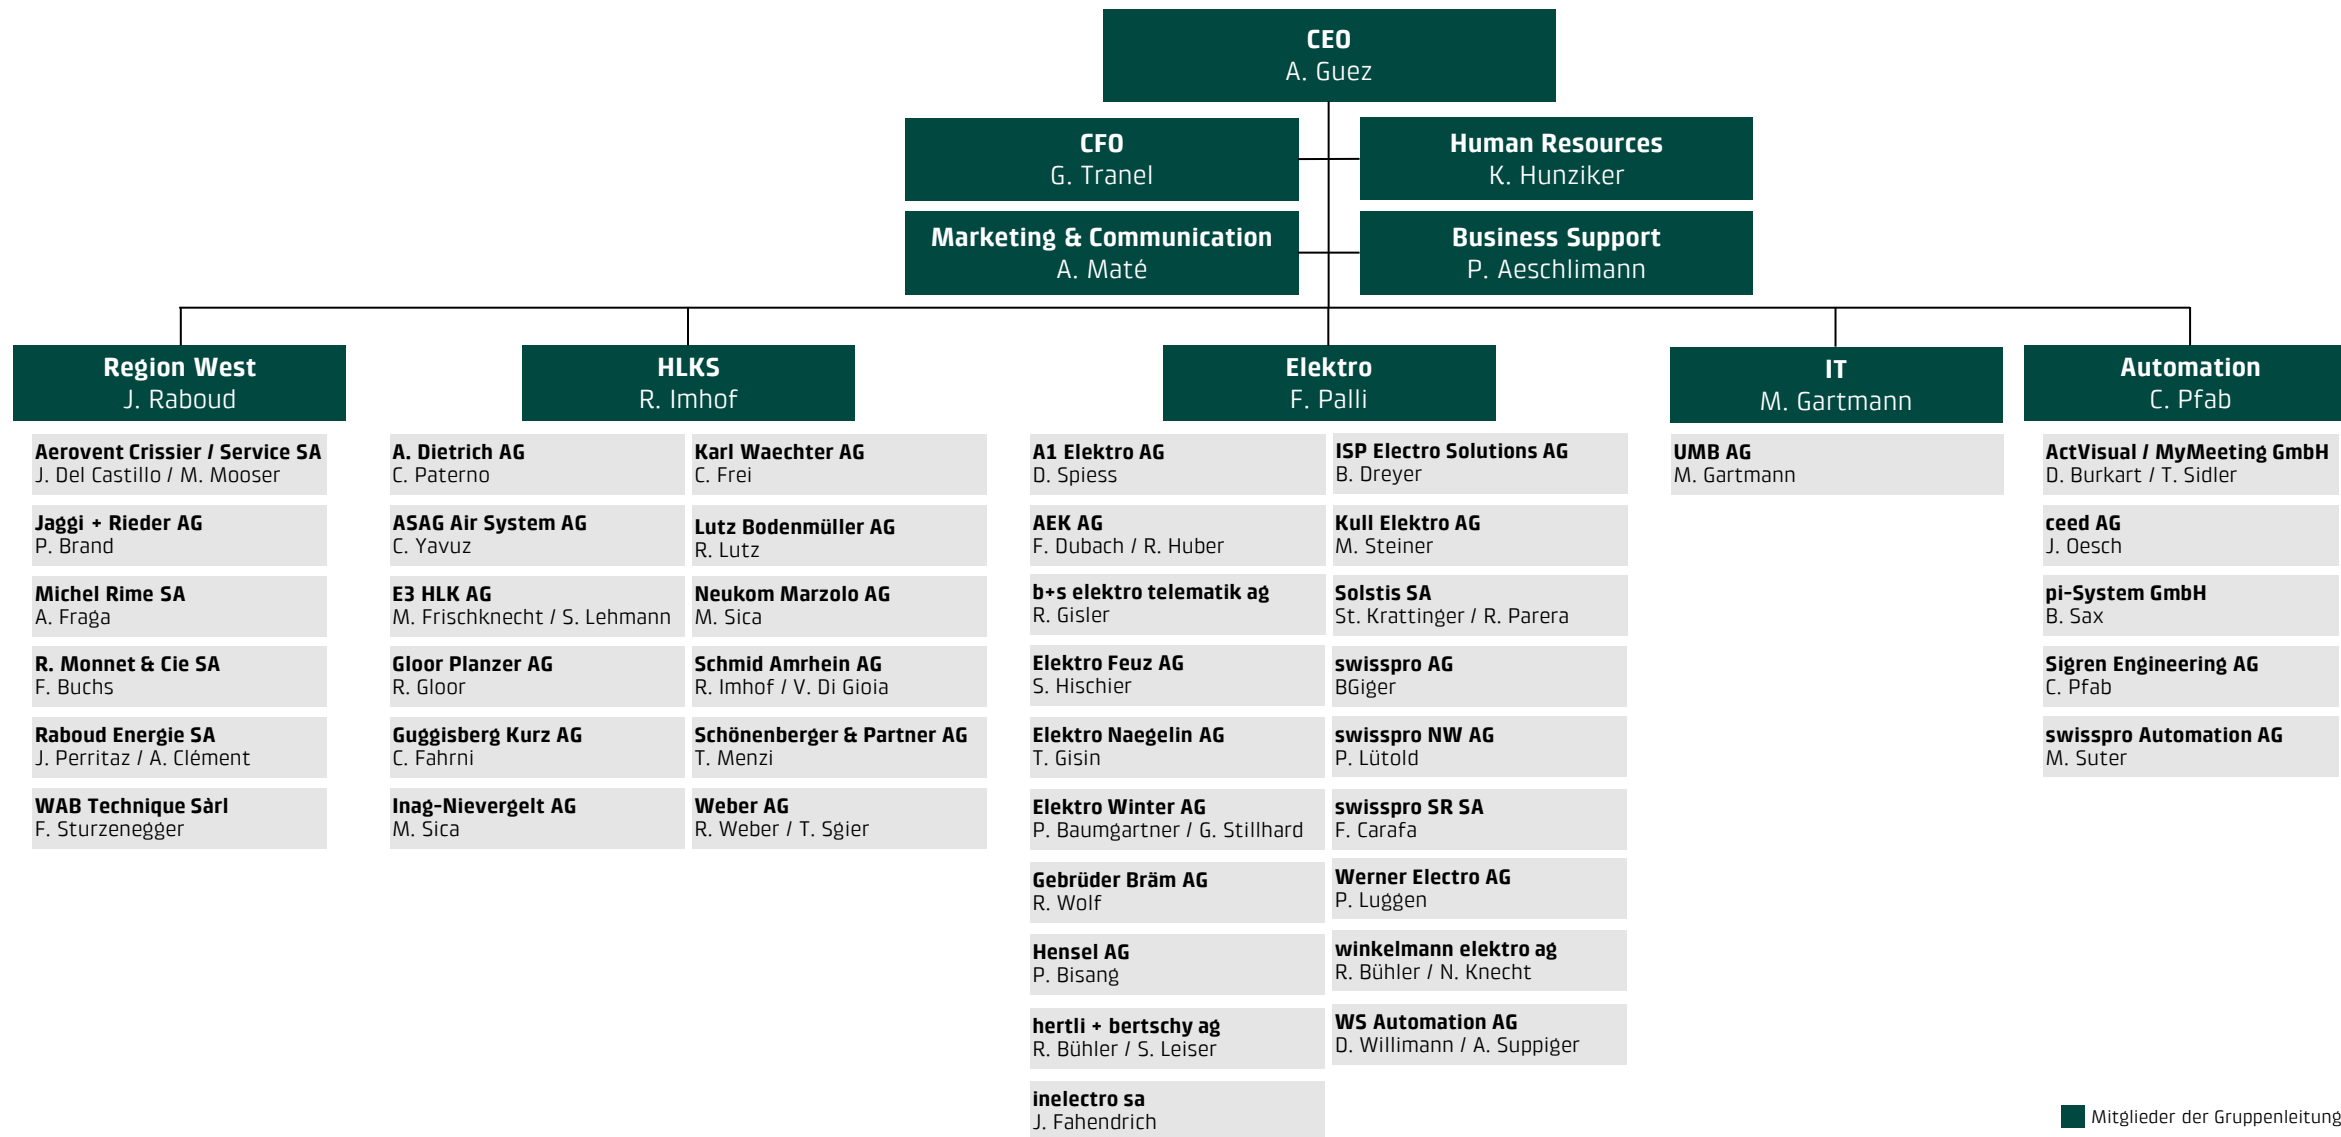 CEO
A. Guez
CFO
G. Tranel
Human Resources
K. Hunziker
Marketing & Communication
A. Maté
Business Support
P. Aeschlimann
Region West
J. Raboud
Aerovent Crissier / Service SA
J. Del Castillo / M. Mooser
Jaggi + Rieder AG
P. Brand
Michel Rime SA
A. Fraga
R. Monnet & Cie SA
F. Buchs
Raboud Energie SA
J. Perritaz / A. Clément
WAB Technique Sàrl
F. Sturzenegger
HLKS
R. Imhof
A. Dietrich AG
C. Paterno
ASAG Air System AG
C. Yavuz
E3 HLK AG
M. Frischknecht / S. Lehmann
Gloor Planzer AG
R. Gloor
Guggisberg Kurz AG
C. Fahrni
Inag-Nievergelt AG
M. Sica
Karl Waechter AG
C. Frei
Lutz Bodenmüller AG
R. Lutz
Neukom Marzolo AG
M. Sica
Schmid Amrhein AG
R. Imhof / V. Di Gioia
Schönenberger & Partner AG
T. Menzi
Weber AG
R. Weber / T. Sgier
Elektro
F. Palli
A1 Elektro AG
D. Spiess
AEK AG
F. Dubach / R. Huber
b+s elektro telematik ag
R. Gisler
Elektro Feuz AG
S. Hischier
Elektro Naegelin AG
T. Gisin
Elektro Winter AG
P. Baumgartner / G. Stillhard
Gebrüder Bräm AG
R. Wolf
Hensel AG
P. Bisang
hertli + bertschy ag
R. Bühler / S. Leiser
inelectro sa
J. Fahendrich
ISP Electro Solutions AG
B. Dreyer
Kull Elektro AG
M. Steiner
Solstis SA
St. Krattinger / R. Parera
swisspro AG
BGiger
swisspro NW AG
P. Lütold
swisspro SR SA
F. Carafa
Werner Electro AG
P. Luggen
winkelmann elektro ag
R. Bühler / N. Knecht
WS Automation AG
D. Willimann / A. Suppiger
IT
M. Gartmann
UMB AG
M. Gartmann
Automation
C. Pfab
ActVisual / MyMeeting GmbH
D. Burkart / T. Sidler
ceed AG
J. Oesch
pi-System GmbH
B. Sax
Sigren Engineering AG
C. Pfab
swisspro Automation AG
M. Suter
Mitglieder der Gruppenleitung